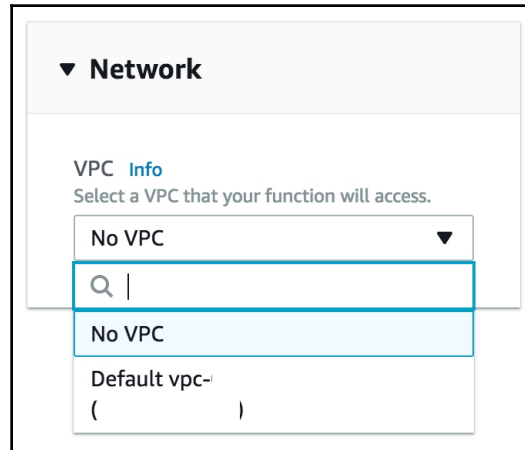 ▼ Network
VPC Info
Select a VPC that your function will access.
No VPC
No VPC
Default vpc-
( )